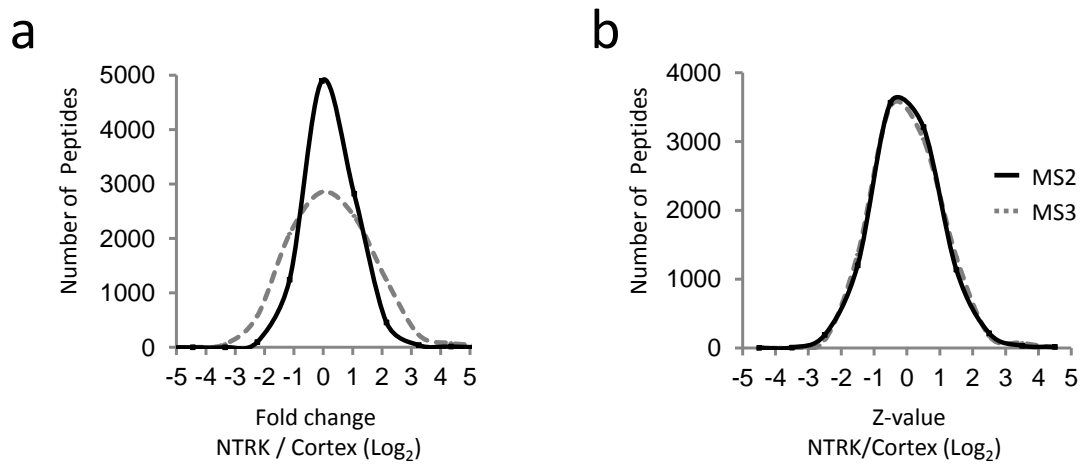 a
5000
4000
3000
2000
1000
0
Number of Peptides
-5 -4 -3 -2 -1 0 1 2 3 4 5
Fold change
NTRK / Cortex (Log₂)
b
4000
3000
2000
1000
0
Number of Peptides
-5 -4 -3 -2 -1 0 1 2 3 4 5
Z-value
NTRK/Cortex (Log₂)
MS2
MS3